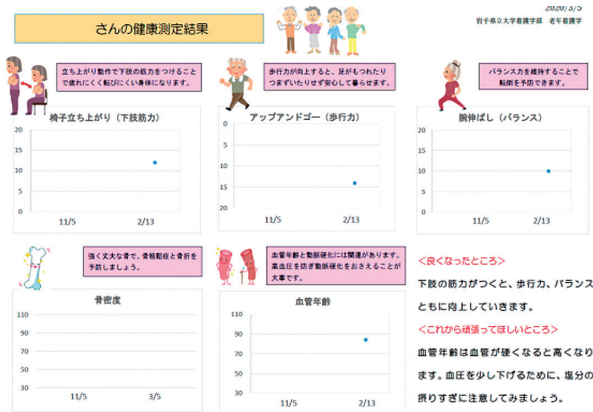 2020/3/5
さんの健康測定結果
岩手県立大学看護学部 老年看護学
立ち上がり動作で下肢の筋力をつけること
で疲れにくく転びにくい身体になります。
歩行力が向上すると、足がもつれたり
つまずいたりせず安心して暮らせます。
バランス力を維持することで
転倒を予防できます。
椅子立ち上がり（下肢筋力）
20
15
10
5
0
11/5
2/13
アップアンドゴー（歩行力）
0
5
10
15
20
11/5
2/13
腕伸ばし（バランス）
20
15
10
5
0
11/5
2/13
強く丈夫な骨で、骨粗鬆症と骨折を
予防しましょう。
血管年齢と動脈硬化には関連があります。
高血圧を防ぎ動脈硬化をおさえることが
大事です。
骨密度
110
90
70
50
30
11/5
3/5
血管年齢
110
90
70
50
30
11/5
2/13
＜良くなったところ＞
下肢の筋力がつくと、歩行力、バランス
ともに向上していきます。
＜これから頑張ってほしいところ＞
血管年齢は血管が硬くなると高くなり
ます。血圧を少し下げるために、塩分の
摂りすぎに注意してみましょう。